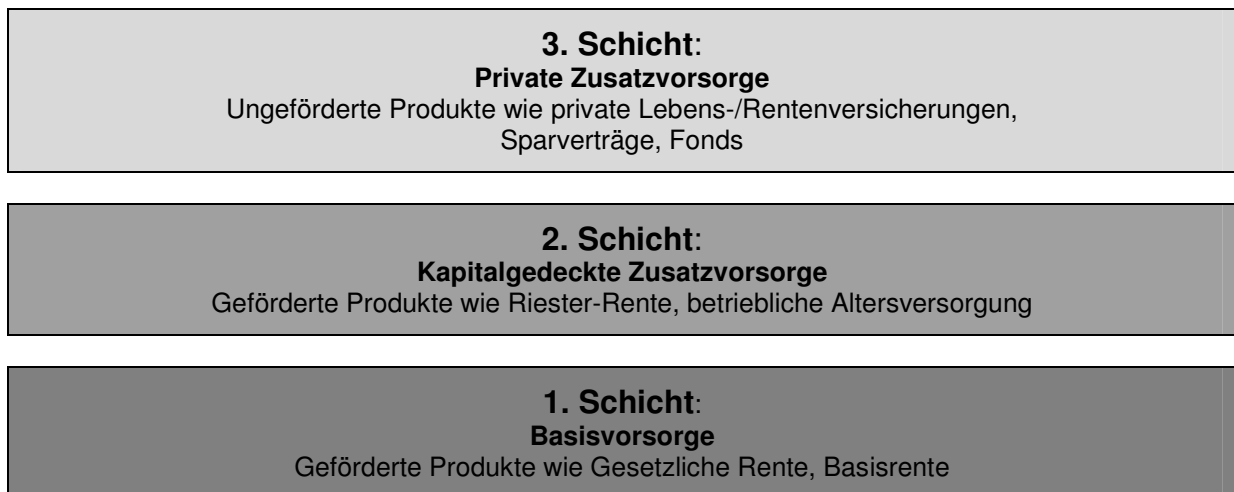 3. Schicht:
Private Zusatzvorsorge
Ungeförderte Produkte wie private Lebens-/Rentenversicherungen,
Sparverträge, Fonds
2. Schicht:
Kapitalgedeckte Zusatzvorsorge
Geförderte Produkte wie Riester-Rente, betriebliche Altersversorgung
1. Schicht:
Basisvorsorge
Geförderte Produkte wie Gesetzliche Rente, Basisrente